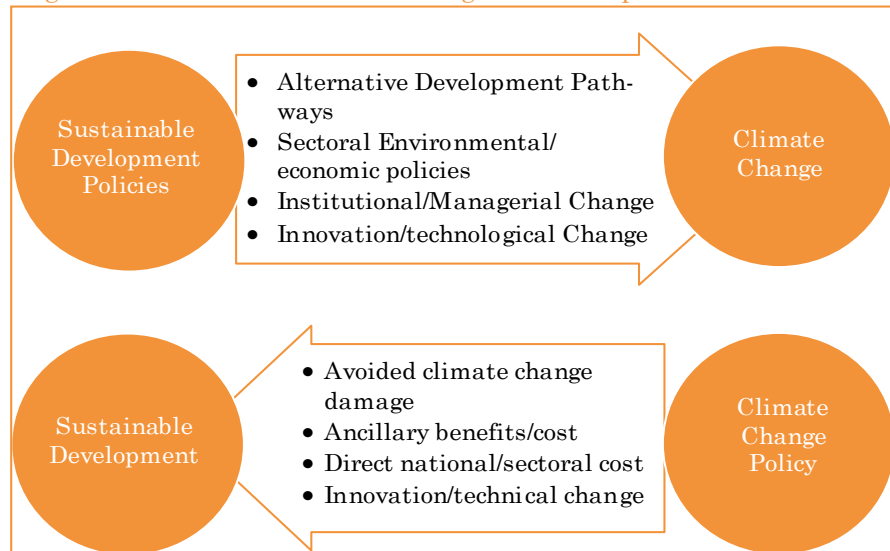 Sustainable
Development
Policies
• Alternative Development Path-
ways
• Sectoral Environmental/
economic policies
• Institutional/Managerial Change
• Innovation/technological Change
Climate
Change
Sustainable
Development
• Avoided climate change
damage
• Ancillary benefits/cost
• Direct national/sectoral cost
• Innovation/technical change
Climate
Change
Policy